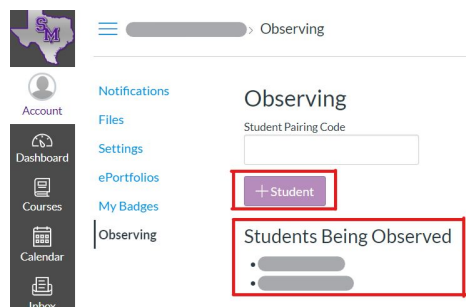 SM
> Observing
Account
Dashboard
Courses
Calendar
Inbox
Notifications
Files
Settings
ePortfolios
My Badges
Observing
Observing
Student Pairing Code
+ Student
Students Being Observed